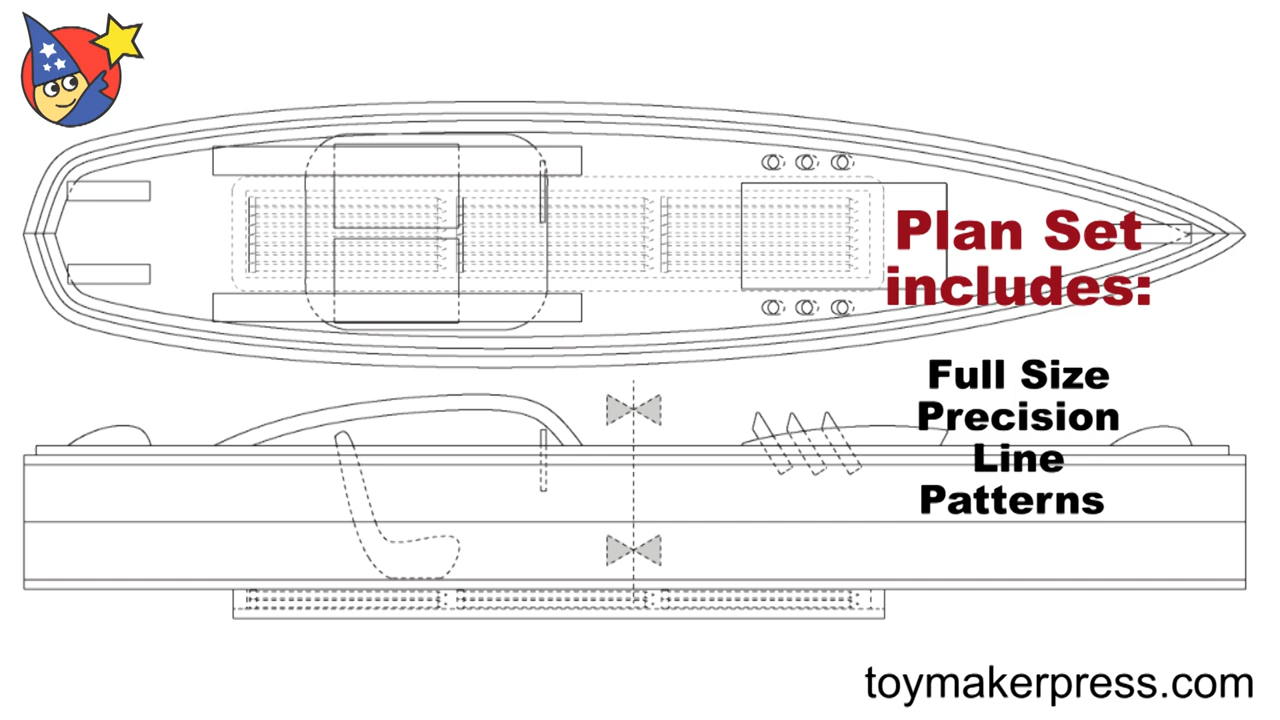 Plan Set
includes:
Full Size
Precision
Line
Patterns
toymakerpress.com